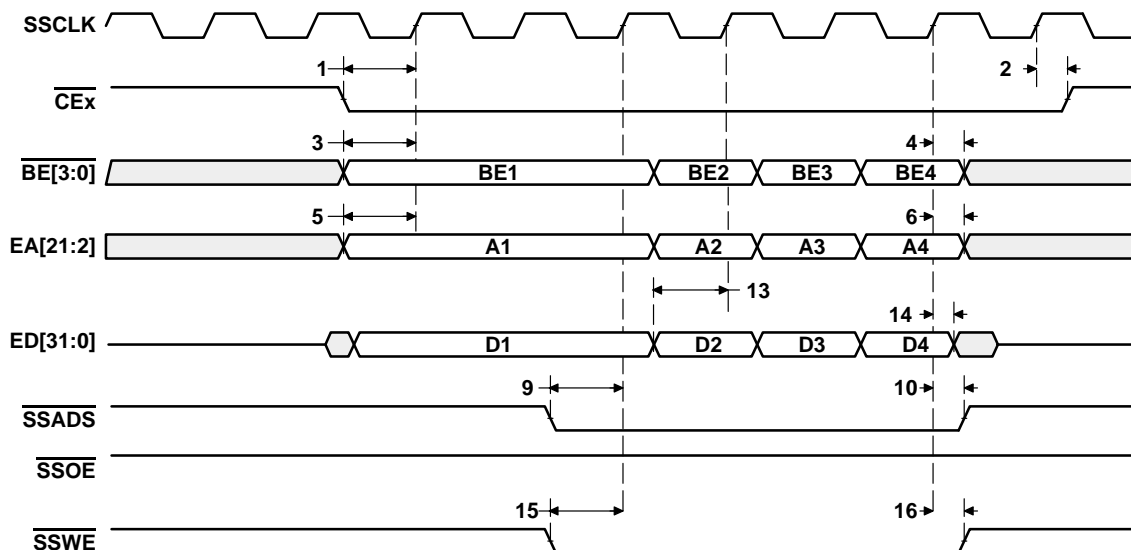 SSCLK
1 2
CEx
3 4
BE[3:0] BE1 BE2 BE3 BE4
5 6
EA[21:2] A1 A2 A3 A4
13
14
ED[31:0] D1 D2 D3 D4
9 10
SSADS
SSOE
15 16
SSWE